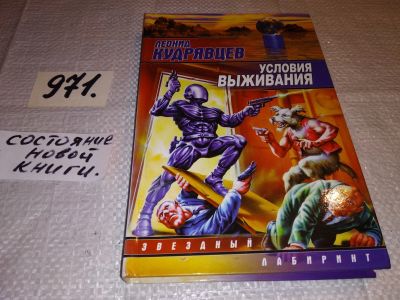 971.
СОСТОЯНИЕ
НОВОЙ
КНИГИ.
ЛЕОНИД
КУДРЯВЦЕВ
УСЛОВИЯ
ВЫЖИВАНИЯ
ЗВЕЗДНЫЙ
ЛАБИРИНТ